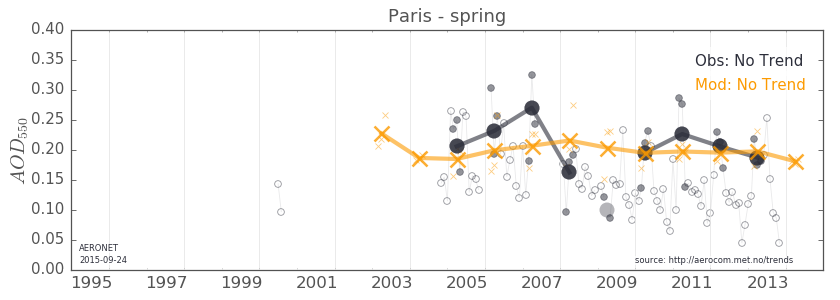 Paris - spring
0.40
0.35
0.30
0.25
0.20
0.15
0.10
0.05
0.00
AOD550
Obs: No Trend
Mod: No Trend
AERONET
2015-09-24
source: http://aerocom.met.no/trends
1995 1997 1999 2001 2003 2005 2007 2009 2011 2013